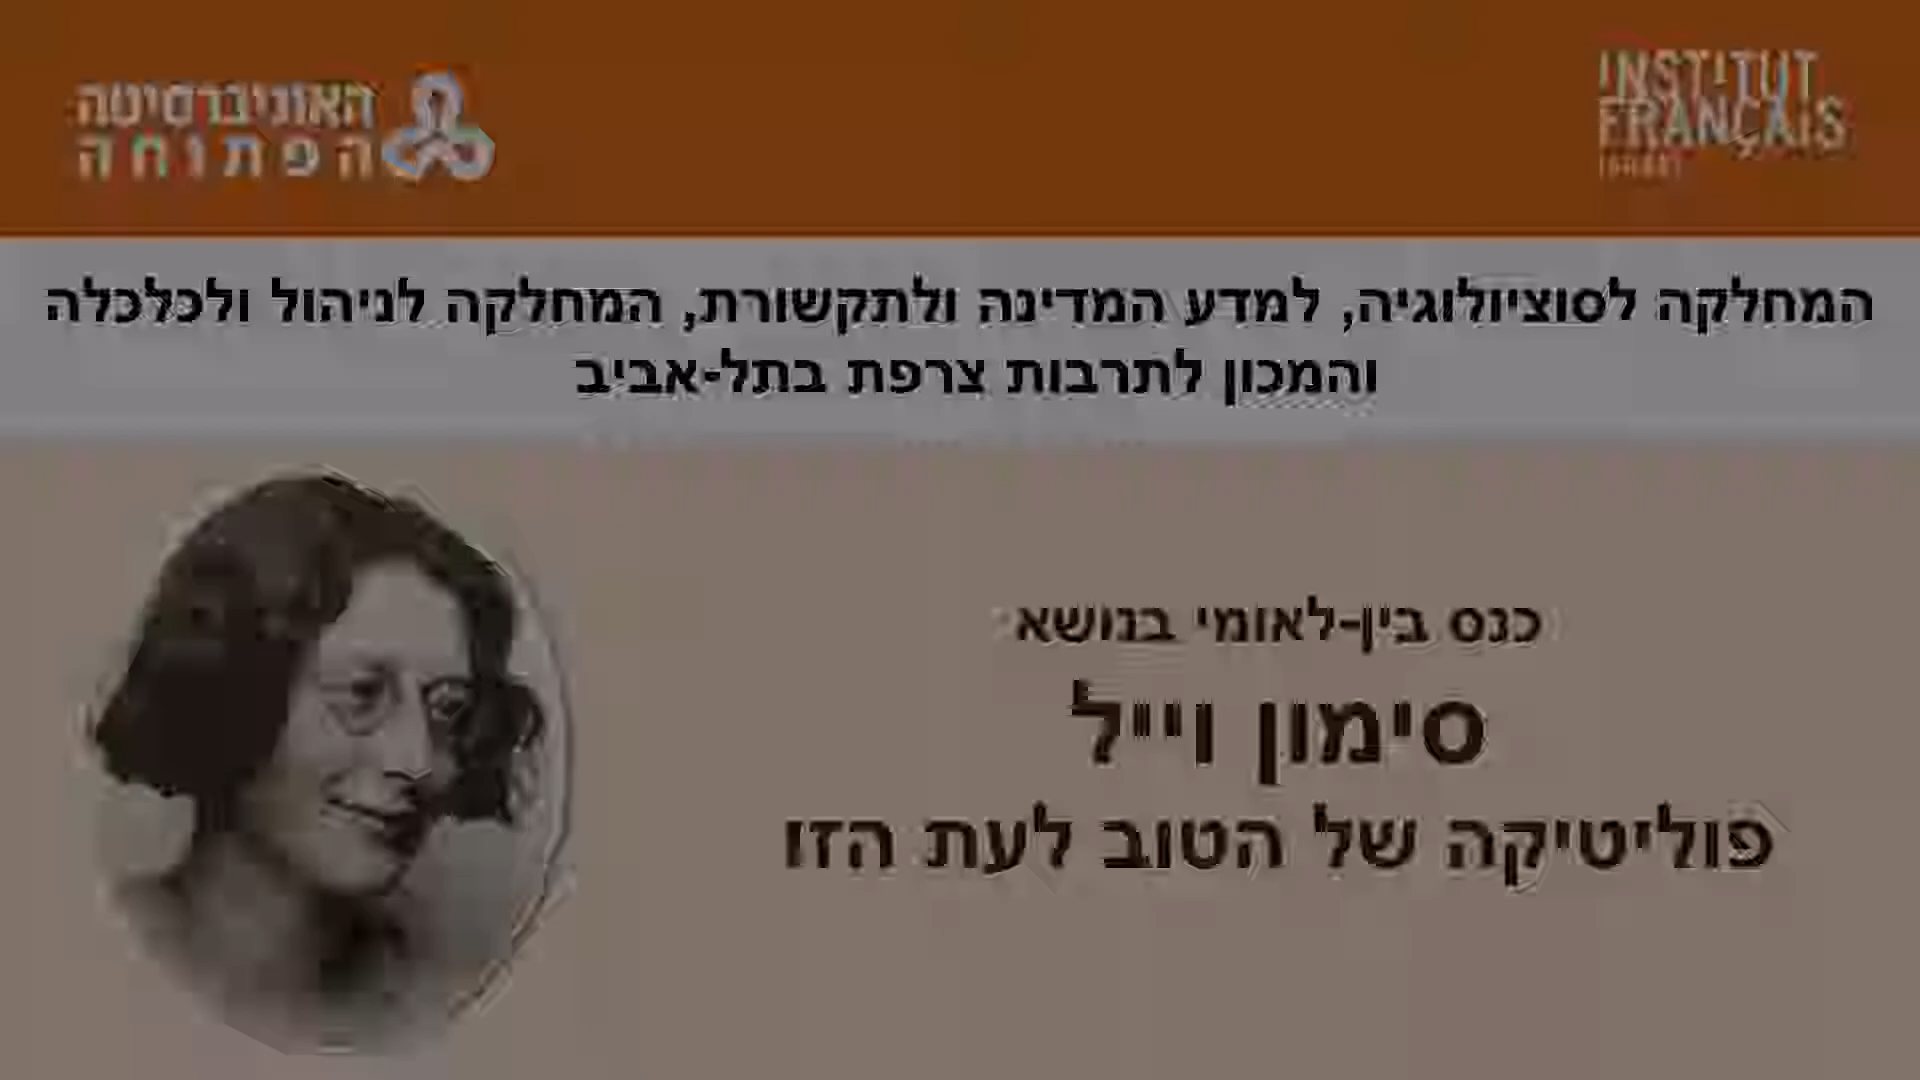 האוניברסיטה
הפתוחה
INSTITUT
FRANÇAIS
המחלקה לסוציולוגיה, למדע המדינה ולתקשורת, המחלקה לניהול ולכלכלה
והמכון לתרבות צרפת בתל-אביב
כנס בין-לאומי בנושא
סימון וייל
פוליטיקה של הטוב לעת הזו